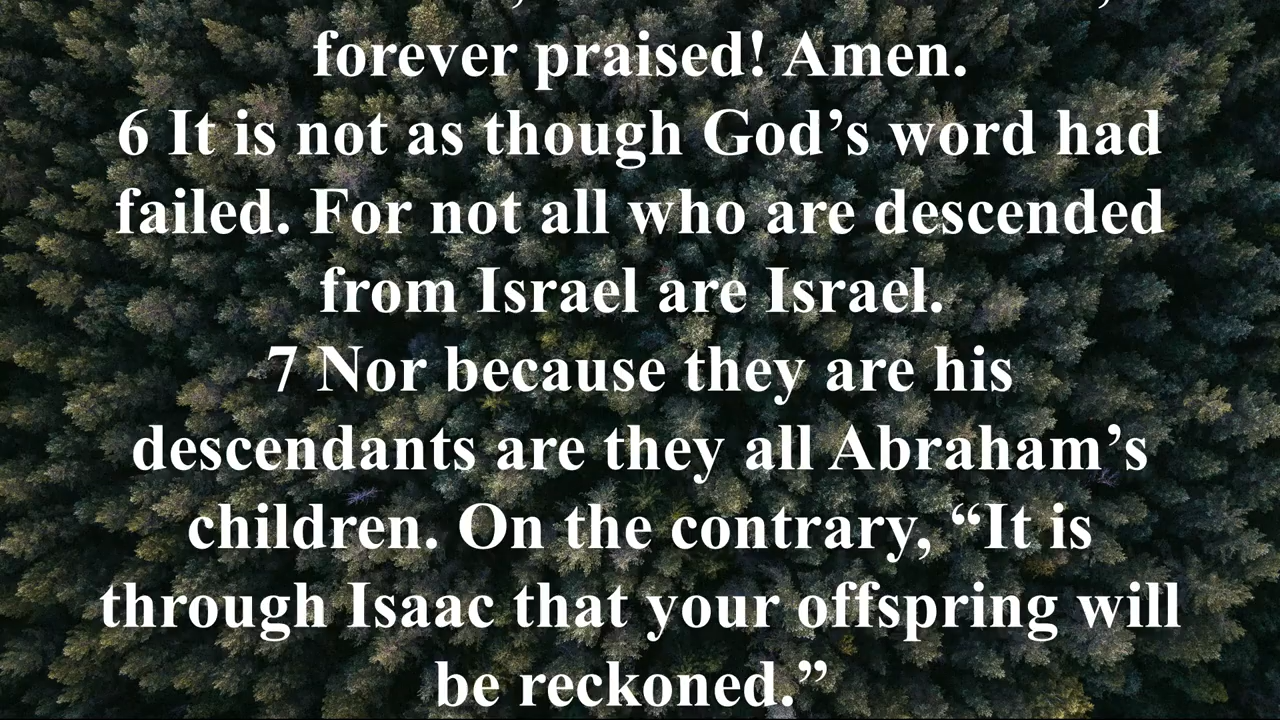 forever praised! Amen.
6 It is not as though God’s word had
failed. For not all who are descended
from Israel are Israel.
7 Nor because they are his
descendants are they all Abraham’s
children. On the contrary, “It is
through Isaac that your offspring will
be reckoned.”